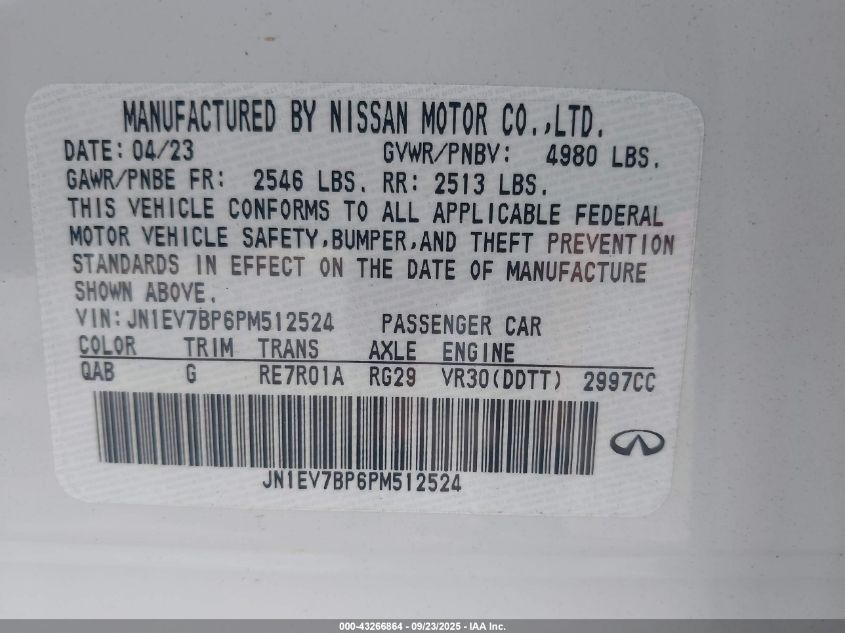 MANUFACTURED BY NISSAN MOTOR CO.,LTD.
DATE: 04/23 GVWR/PNBV: 4980 LBS.
GAWR/PNBE FR: 2546 LBS. RR: 2513 LBS.
THIS VEHICLE CONFORMS TO ALL APPLICABLE FEDERAL
MOTOR VEHICLE SAFETY,BUMPER,AND THEFT PREVENTION
STANDARDS IN EFFECT ON THE DATE OF MANUFACTURE
SHOWN ABOVE.
VIN: JN1EV7BP6PM512524 PASSENGER CAR
COLOR TRIM TRANS AXLE ENGINE
QAB G RE7R01A RG29 VR30(DDTT) 2997CC
JN1EV7BP6PM512524
000-43266864 - 09/23/2025 - IAA Inc.